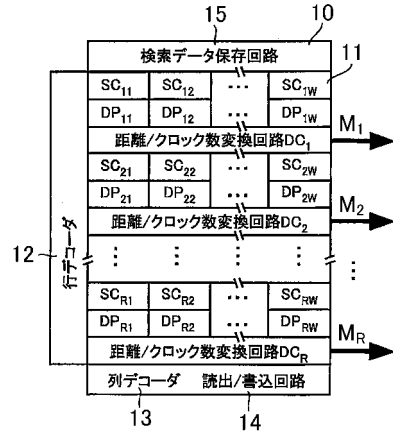 15 10
検索データ保存回路
11
SC11 SC12 ... SC1W
DP11 DP12 ... DP1W
距離/クロック数変換回路DC1 M1
SC21 SC22 ... SC2W
DP21 DP22 ... DP2W
距離/クロック数変換回路DC2 M2
12 行デコーダ
⋮ ⋮ ... ⋮ ⋮
SCR1 SCR2 ... SCRW
DPR1 DPR2 ... DPRW
距離/クロック数変換回路DCR MR
列デコーダ 読出/書込回路
13 14